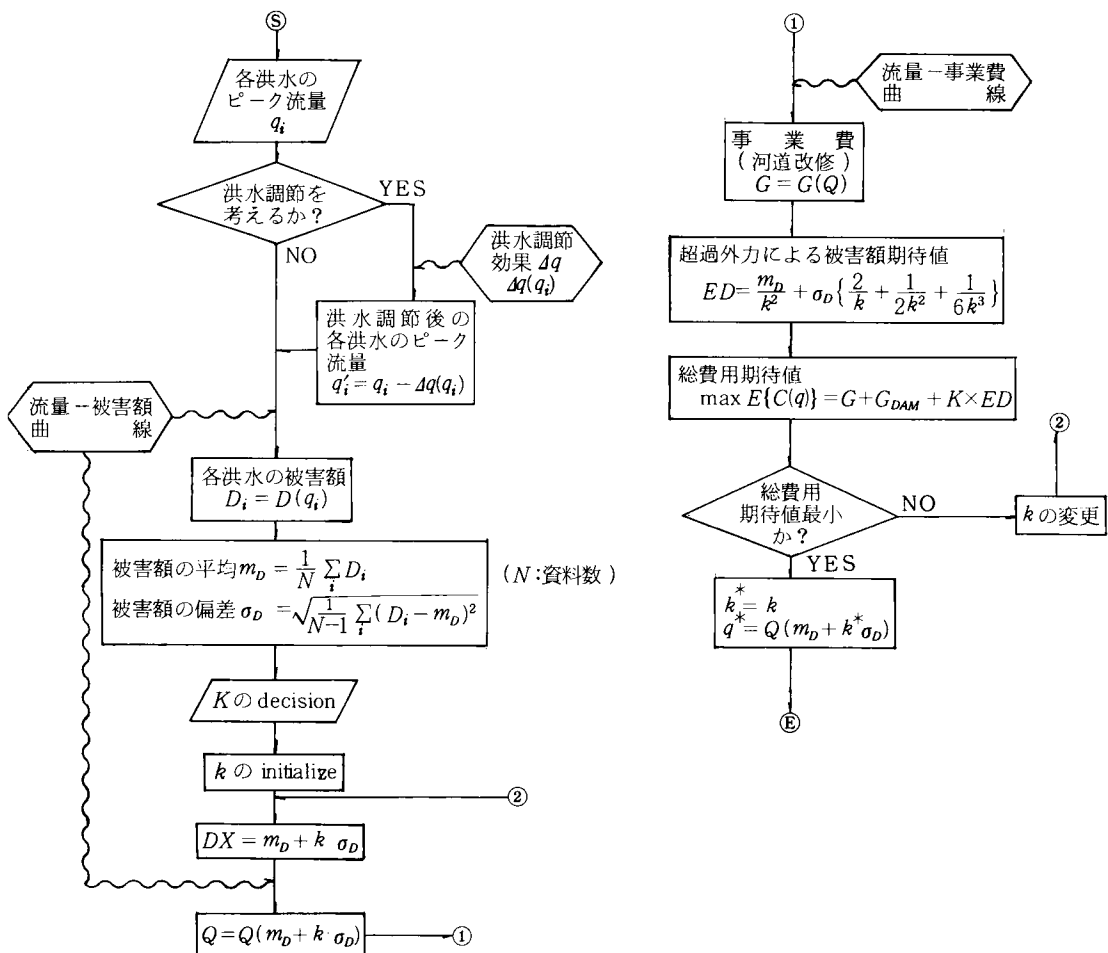 Ⓢ
各洪水の
ピーク流量
q_i
洪水調節を
考えるか?
YES
NO
洪水調節
効果 Δq
Δq(q_i)
洪水調節後の
各洪水のピーク
流量
q'_i = q_i − Δq(q_i)
流量−被害額
曲　　線
各洪水の被害額
D_i = D(q_i)
被害額の平均 m_D = 1/N Σ_i D_i
(N:資料数)
被害額の偏差 σ_D = √(1/(N−1) Σ_i (D_i − m_D)²)
K の decision
k の initialize
②
DX = m_D + k σ_D
Q = Q(m_D + k · σ_D)
①
①
流量−事業費
曲　　線
事　業　費
(河道改修)
G = G(Q)
超過外力による被害額期待値
ED = m_D/k² + σ_D{2/k + 1/2k² + 1/6k³}
総費用期待値
max E{C(q)} = G + G_DAM + K × ED
②
総費用
期待値最小
か?
NO
k の変更
YES
k* = k
q* = Q(m_D + k* σ_D)
Ⓔ